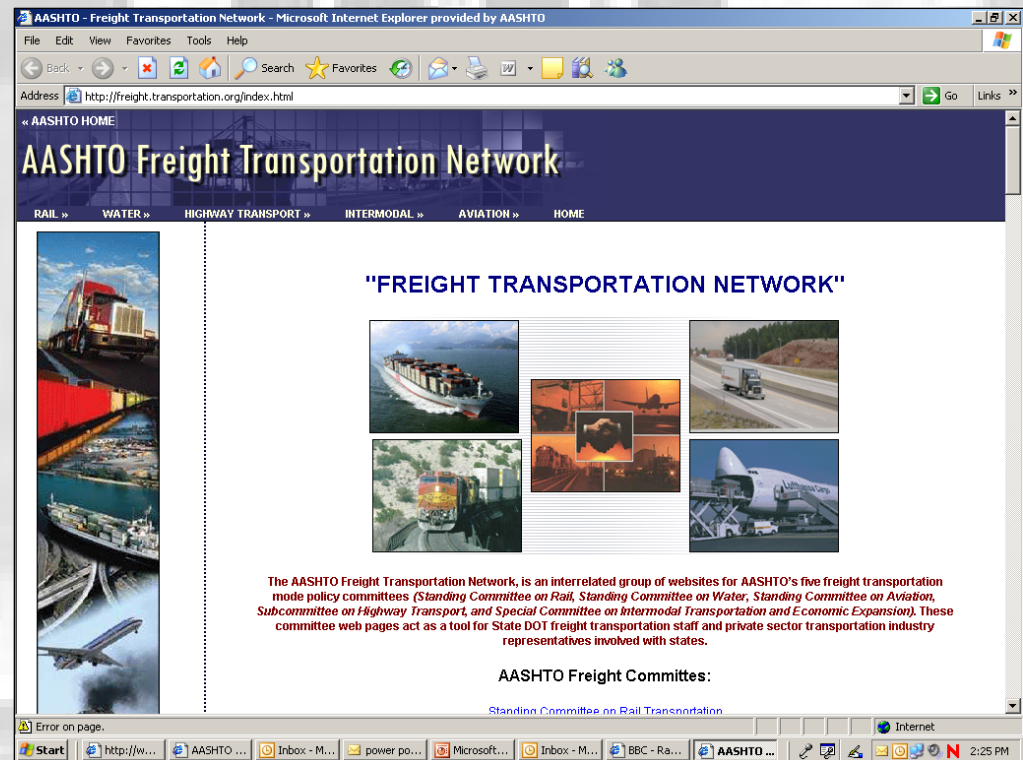 AASHTO - Freight Transportation Network - Microsoft Internet Explorer provided by AASHTO
File Edit View Favorites Tools Help
Back Search Favorites
Address http://freight.transportation.org/index.html Go Links »
« AASHTO HOME
AASHTO Freight Transportation Network
RAIL » WATER » HIGHWAY TRANSPORT » INTERMODAL » AVIATION » HOME
"FREIGHT TRANSPORTATION NETWORK"
Lufthansa Cargo
The AASHTO Freight Transportation Network, is an interrelated group of websites for AASHTO's five freight transportation
mode policy committees (Standing Committee on Rail, Standing Committee on Water, Standing Committee on Aviation,
Subcommittee on Highway Transport, and Special Committee on Intermodal Transportation and Economic Expansion). These
committee web pages act as a tool for State DOT freight transportation staff and private sector transportation industry
representatives involved with states.
AASHTO Freight Committes:
Standing Committee on Rail Transportation
Error on page. Internet
Start http://w... AASHTO ... Inbox - M... power po... Microsoft... Inbox - M... BBC - Ra... AASHTO ... 2:25 PM